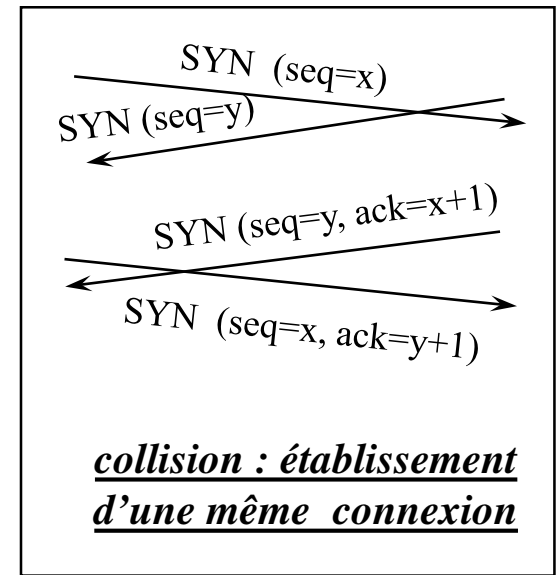 SYN (seq=x)
SYN (seq=y)
SYN (seq=y, ack=x+1)
SYN (seq=x, ack=y+1)
collision : établissement
d’une même connexion